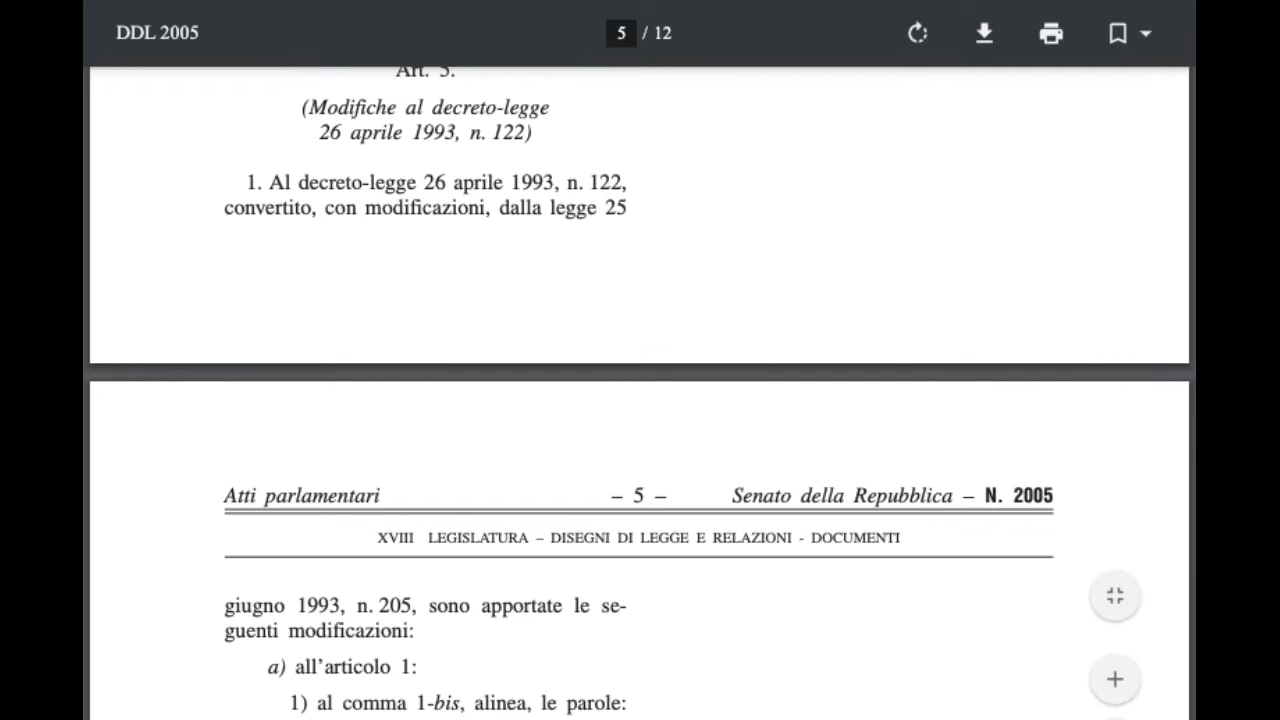 DDL 2005
5 / 12
Art. 5.
(Modifiche al decreto-legge
26 aprile 1993, n. 122)
1. Al decreto-legge 26 aprile 1993, n. 122,
convertito, con modificazioni, dalla legge 25
Atti parlamentari – 5 – Senato della Repubblica – N. 2005
XVIII LEGISLATURA – DISEGNI DI LEGGE E RELAZIONI - DOCUMENTI
giugno 1993, n. 205, sono apportate le se-
guenti modificazioni:
a) all'articolo 1:
1) al comma 1-bis, alinea, le parole: